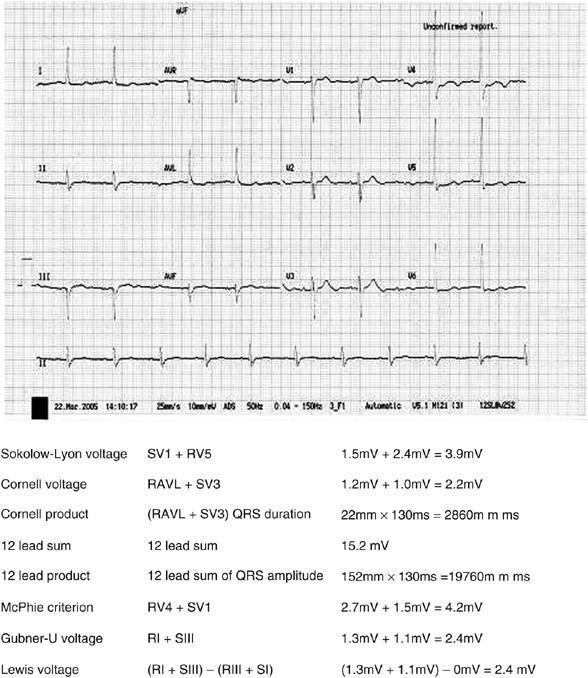 aVF
Unconfirmed report.
I AVR V1 V4
II AVL V2 V5
III AVF V3 V6
II
22.Mar.2005 14:10:17 25mm/s 10mm/mV ADS 50Hz 0.04 - 150Hz 3_F1 Automatic V5.1 M121 (3)
Sokolow-Lyon voltage SV1 + RV5 1.5mV + 2.4mV = 3.9mV
Cornell voltage RAVL + SV3 1.2mV + 1.0mV = 2.2mV
Cornell product (RAVL + SV3) QRS duration 22mm × 130ms = 2860m m ms
12 lead sum 12 lead sum 15.2 mV
12 lead product 12 lead sum of QRS amplitude 152mm × 130ms =19760m m ms
McPhie criterion RV4 + SV1 2.7mV + 1.5mV = 4.2mV
Gubner-U voltage RI + SIII 1.3mV + 1.1mV = 2.4mV
Lewis voltage (RI + SIII) – (RIII + SI) (1.3mV + 1.1mV) – 0mV = 2.4 mV